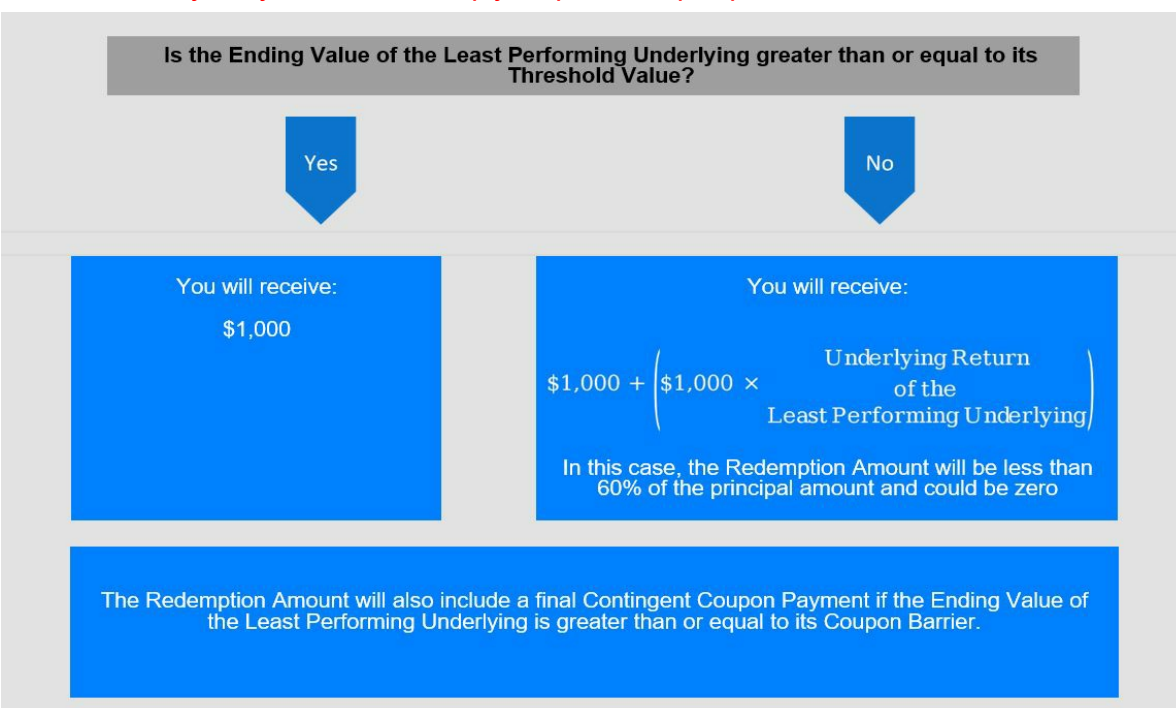 Is the Ending Value of the Least Performing Underlying greater than or equal to its
Threshold Value?
Yes
No
You will receive:
$1,000
You will receive:
$1,000 + ($1,000 × Underlying Return
of the
Least Performing Underlying)
In this case, the Redemption Amount will be less than
60% of the principal amount and could be zero
The Redemption Amount will also include a final Contingent Coupon Payment if the Ending Value of
the Least Performing Underlying is greater than or equal to its Coupon Barrier.